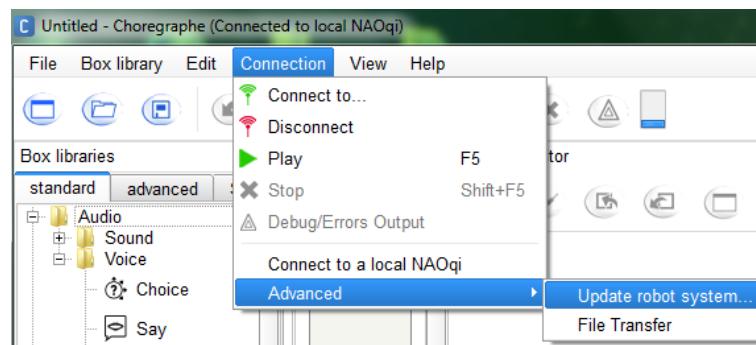 Untitled - Choregraphe (Connected to local NAOqi)
File Box library Edit Connection View Help
Connect to...
Disconnect
Box libraries
Play F5
tor
standard advanced
Stop Shift+F5
Audio
Debug/Errors Output
Sound
Voice
Connect to a local NAOqi
Choice
Advanced
Update robot system...
Say
File Transfer